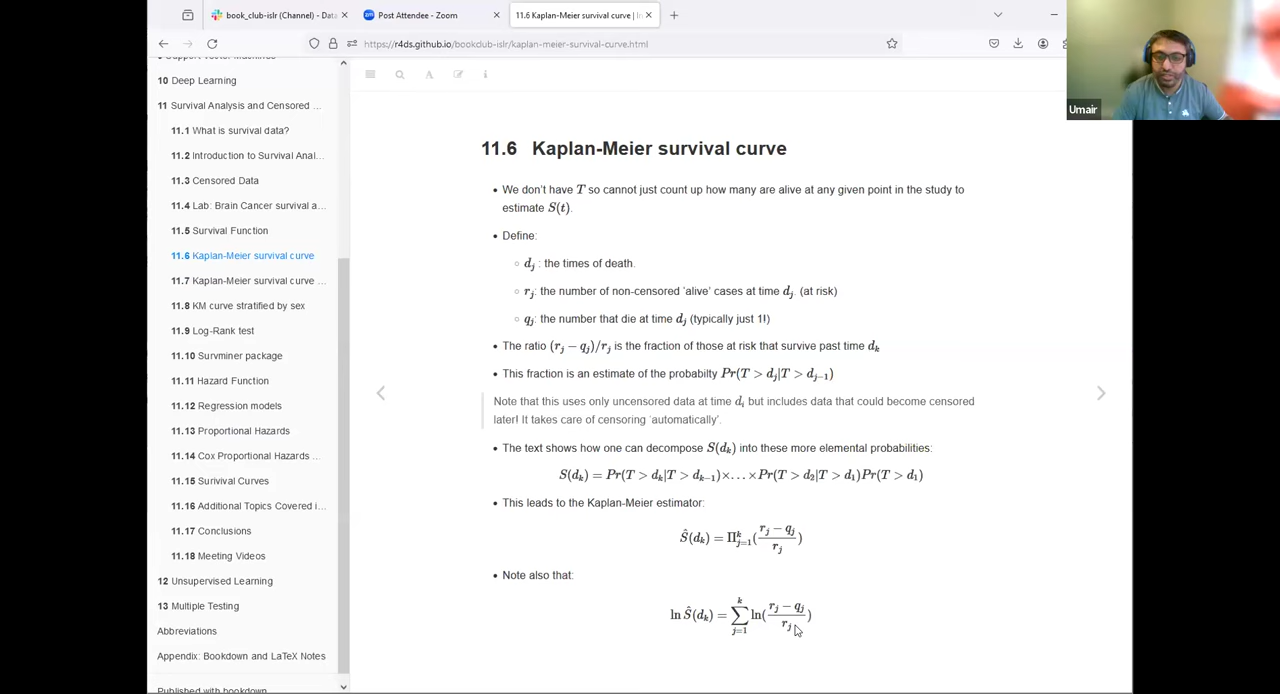 book_club-islr (Channel) - Dat
Post Attendee - Zoom
11.6 Kaplan-Meier survival curve | In
https://r4ds.github.io/bookclub-islr/kaplan-meier-survival-curve.html
Umair
9 Support Vector Machines
10 Deep Learning
11 Survival Analysis and Censored …
11.1 What is survival data?
11.2 Introduction to Survival Anal…
11.3 Censored Data
11.4 Lab: Brain Cancer survival a…
11.5 Survival Function
11.6 Kaplan-Meier survival curve
11.7 Kaplan-Meier survival curve …
11.8 KM curve stratified by sex
11.9 Log-Rank test
11.10 Survminer package
11.11 Hazard Function
11.12 Regression models
11.13 Proportional Hazards
11.14 Cox Proportional Hazards …
11.15 Surivival Curves
11.16 Additional Topics Covered i…
11.17 Conclusions
11.18 Meeting Videos
12 Unsupervised Learning
13 Multiple Testing
Abbreviations
Appendix: Bookdown and LaTeX Notes
Published with bookdown
11.6 Kaplan-Meier survival curve
• We don't have T so cannot just count up how many are alive at any given point in the study to
estimate S(t).
• Define:
◦ d_j : the times of death.
◦ r_j: the number of non-censored 'alive' cases at time d_j. (at risk)
◦ q_j: the number that die at time d_j (typically just 1!)
• The ratio (r_j − q_j)/r_j is the fraction of those at risk that survive past time d_k
• This fraction is an estimate of the probabilty Pr(T > d_j|T > d_{j−1})
Note that this uses only uncensored data at time d_i but includes data that could become censored
later! It takes care of censoring 'automatically'.
• The text shows how one can decompose S(d_k) into these more elemental probabilities:
S(d_k) = Pr(T > d_k|T > d_{k−1})×…×Pr(T > d_2|T > d_1)Pr(T > d_1)
• This leads to the Kaplan-Meier estimator:
Ŝ(d_k) = Π_{j=1}^k((r_j − q_j)/r_j)
• Note also that:
ln Ŝ(d_k) = ∑_{j=1}^k ln((r_j − q_j)/r_j)